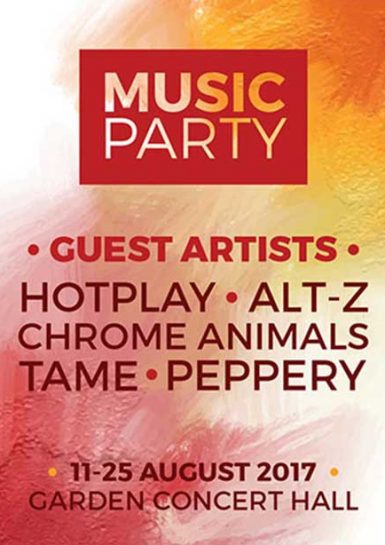 MUSIC
PARTY
• GUEST ARTISTS •
HOTPLAY • ALT-Z
CHROME ANIMALS
TAME • PEPPERY
• 11-25 AUGUST 2017 •
GARDEN CONCERT HALL